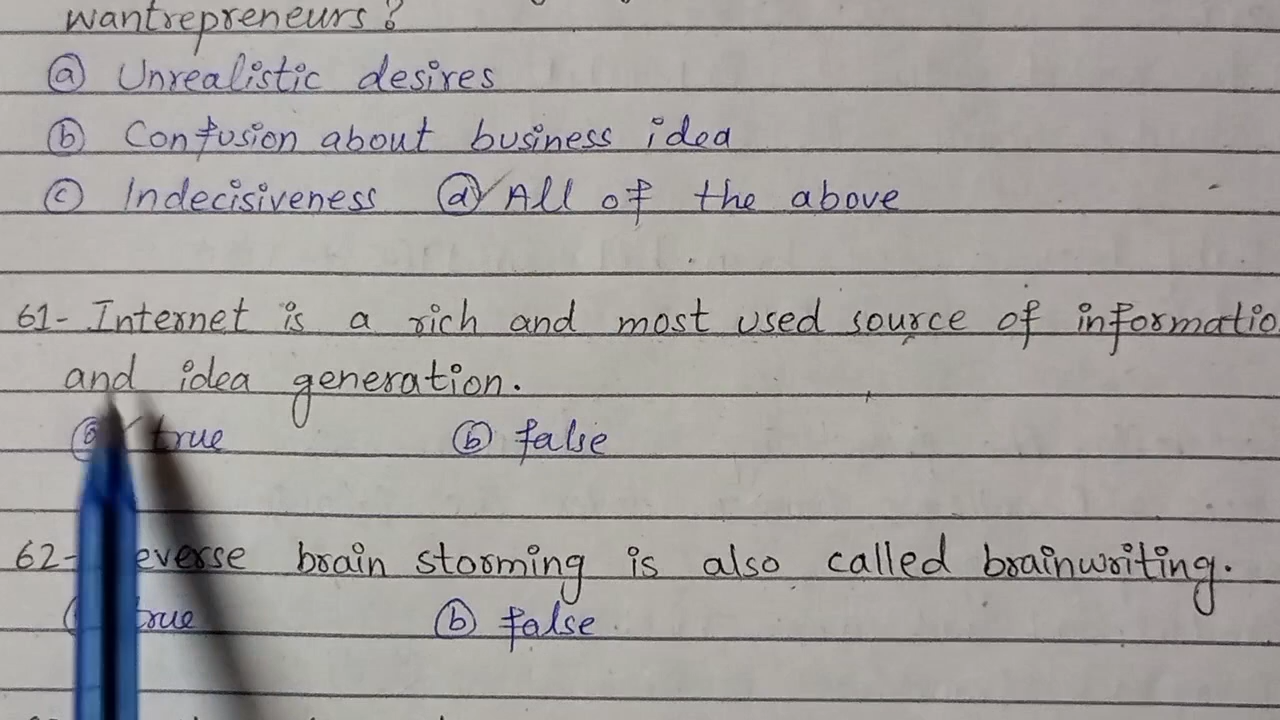 wantrepreneurs?
ⓐ Unrealistic desires
ⓑ Confusion about business idea
ⓒ Indecisiveness ⓓ✓ All of the above
61- Internet is a rich and most used source of informatio
and idea generation.
ⓐ✓ true ⓑ false
62- everse brain storming is also called brainwriting.
true ⓑ false